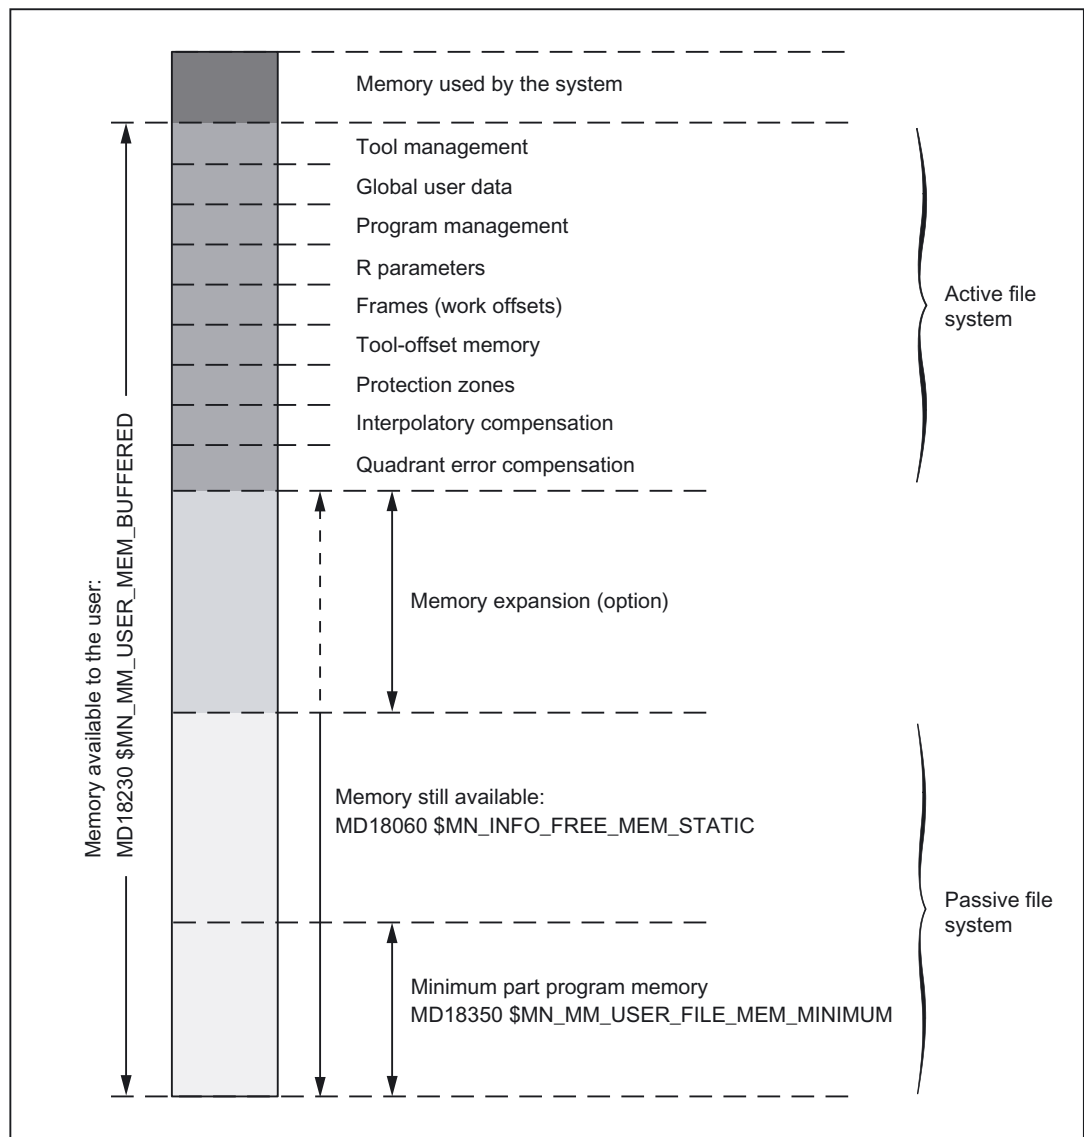 Memory used by the system
Tool management
Global user data
Program management
R parameters
Frames (work offsets)
Tool-offset memory
Protection zones
Interpolatory compensation
Quadrant error compensation
Active file
system
Memory available to the user:
MD18230 $MN_MM_USER_MEM_BUFFERED
Memory expansion (option)
Memory still available:
MD18060 $MN_INFO_FREE_MEM_STATIC
Passive file
system
Minimum part program memory
MD18350 $MN_MM_USER_FILE_MEM_MINIMUM